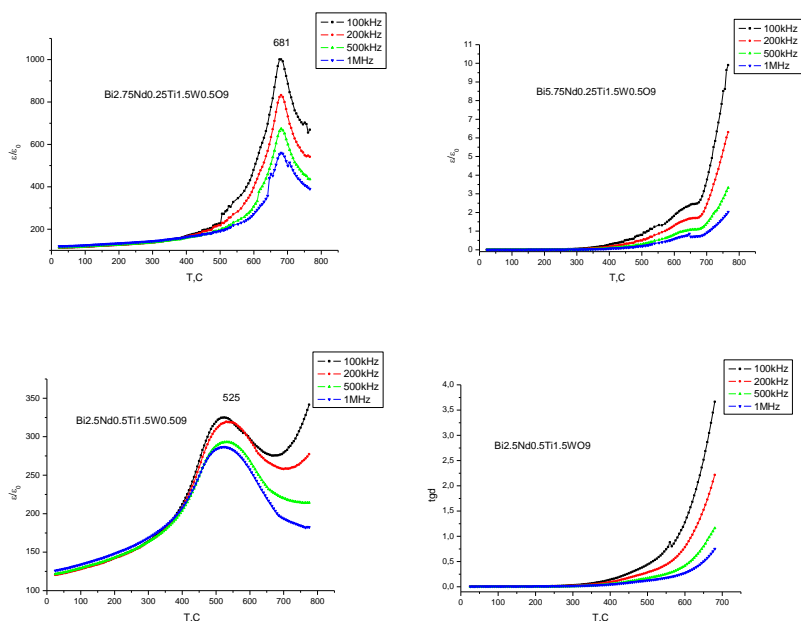 100kHz
200kHz
500kHz
1MHz
681
Bi2.75Nd0.25Ti1.5W0.5O9
ε/ε0
1000
800
600
400
200
0 100 200 300 400 500 600 700 800
T,C
100kHz
200kHz
500kHz
1MHz
Bi5.75Nd0.25Ti1.5W0.5O9
ε/ε0
11
10
9
8
7
6
5
4
3
2
1
0
0 100 200 300 400 500 600 700 800
T,C
100kHz
200kHz
500kHz
1MHz
525
Bi2.5Nd0.5Ti1.5W0.509
ε/ε0
350
325
300
275
250
225
200
175
150
125
100
0 100 200 300 400 500 600 700 800
T,C
100kHz
200kHz
500kHz
1MHz
Bi2.5Nd0.5Ti1.5WO9
tgd
4,0
3,5
3,0
2,5
2,0
1,5
1,0
0,5
0,0
0 100 200 300 400 500 600 700
T,C